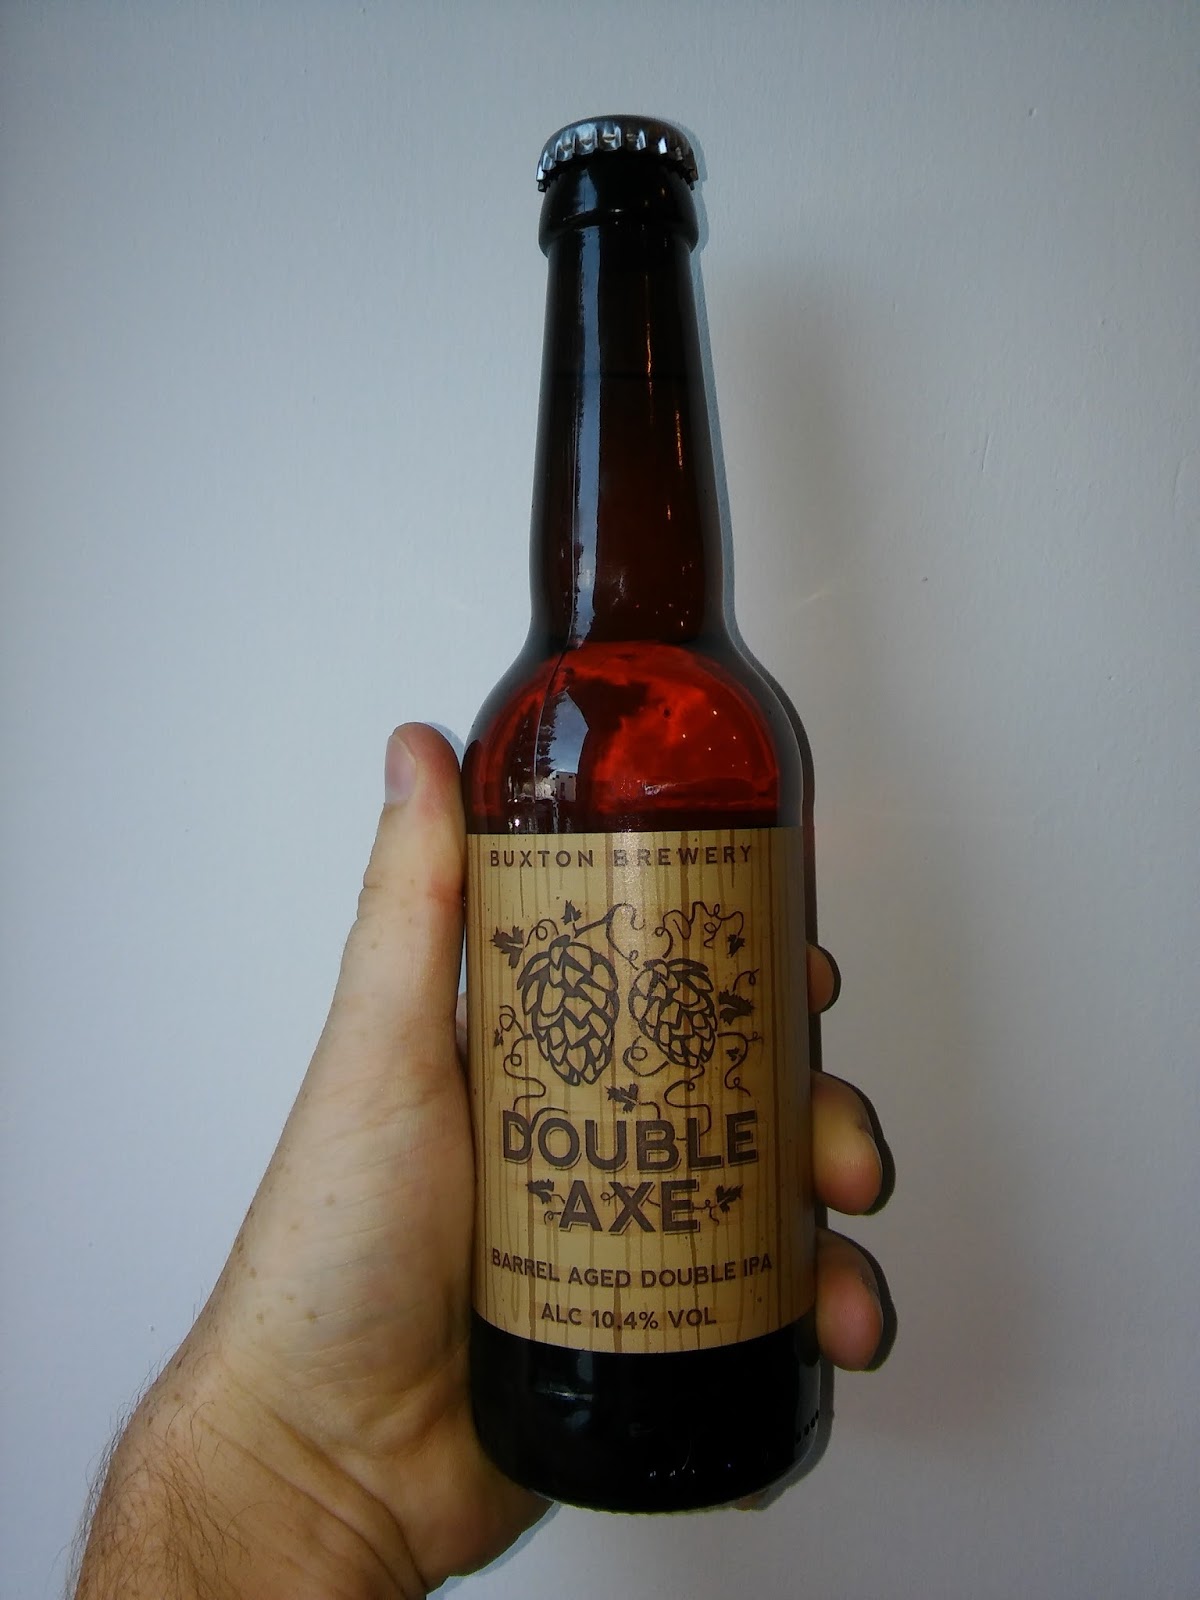 BUXTON BREWERY
DOUBLE
AXE
BARREL AGED DOUBLE IPA
ALC 10.4% VOL